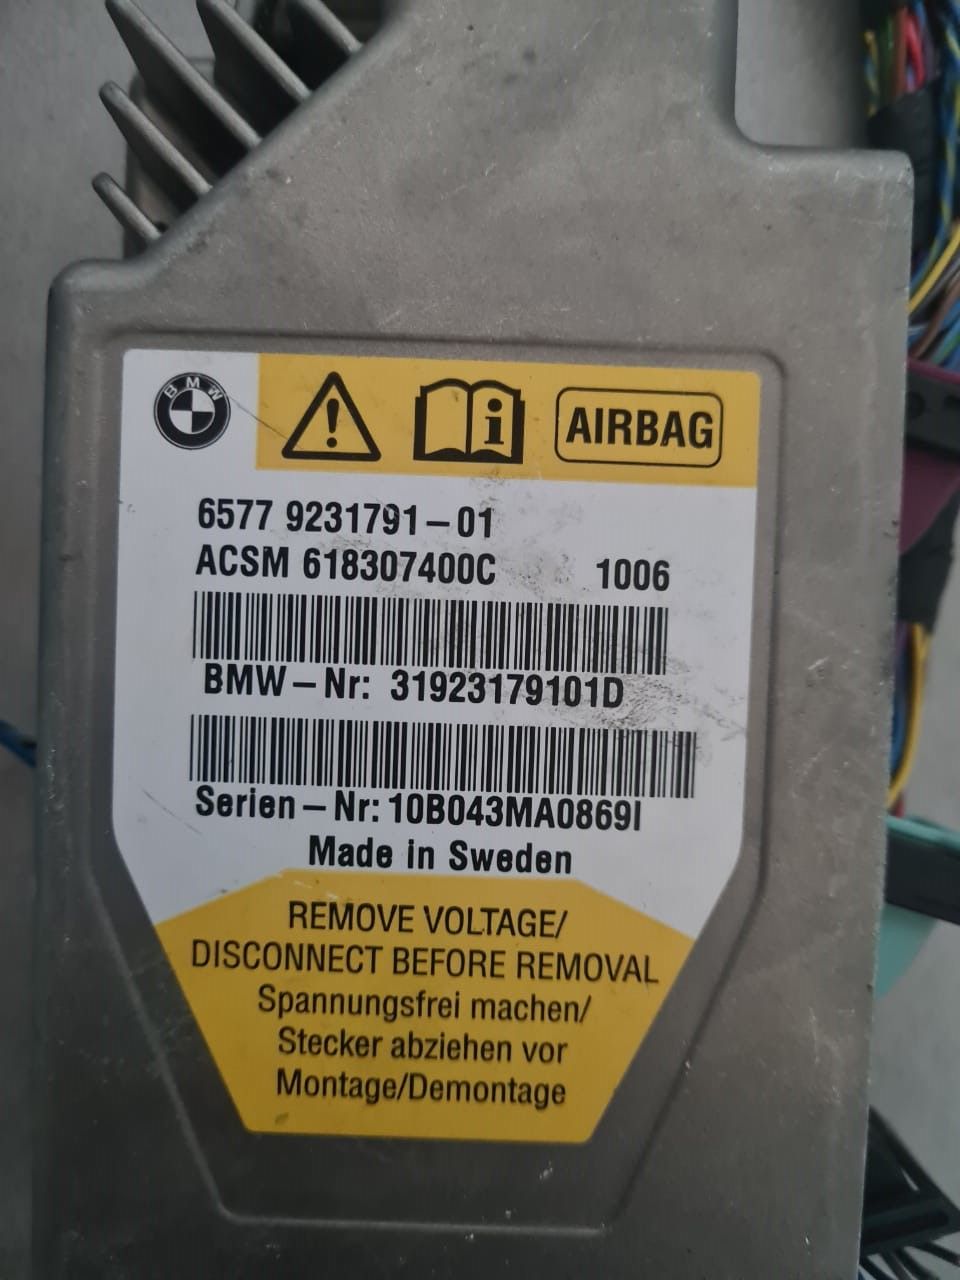 BMW
AIRBAG
6577 9231791-01
ACSM 618307400C 1006
BMW-Nr: 31923179101D
Serien-Nr: 10B043MA0869I
Made in Sweden
REMOVE VOLTAGE/
DISCONNECT BEFORE REMOVAL
Spannungsfrei machen/
Stecker abziehen vor
Montage/Demontage